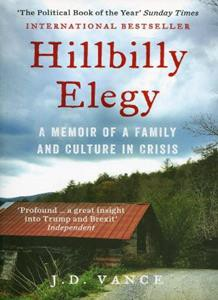 'The Political Book of the Year' Sunday Times
INTERNATIONAL BESTSELLER
Hillbilly
Elegy
A MEMOIR OF A FAMILY
AND CULTURE IN CRISIS
'Profound ... a great insight
into Trump and Brexit'
Independent
J.D. VANCE